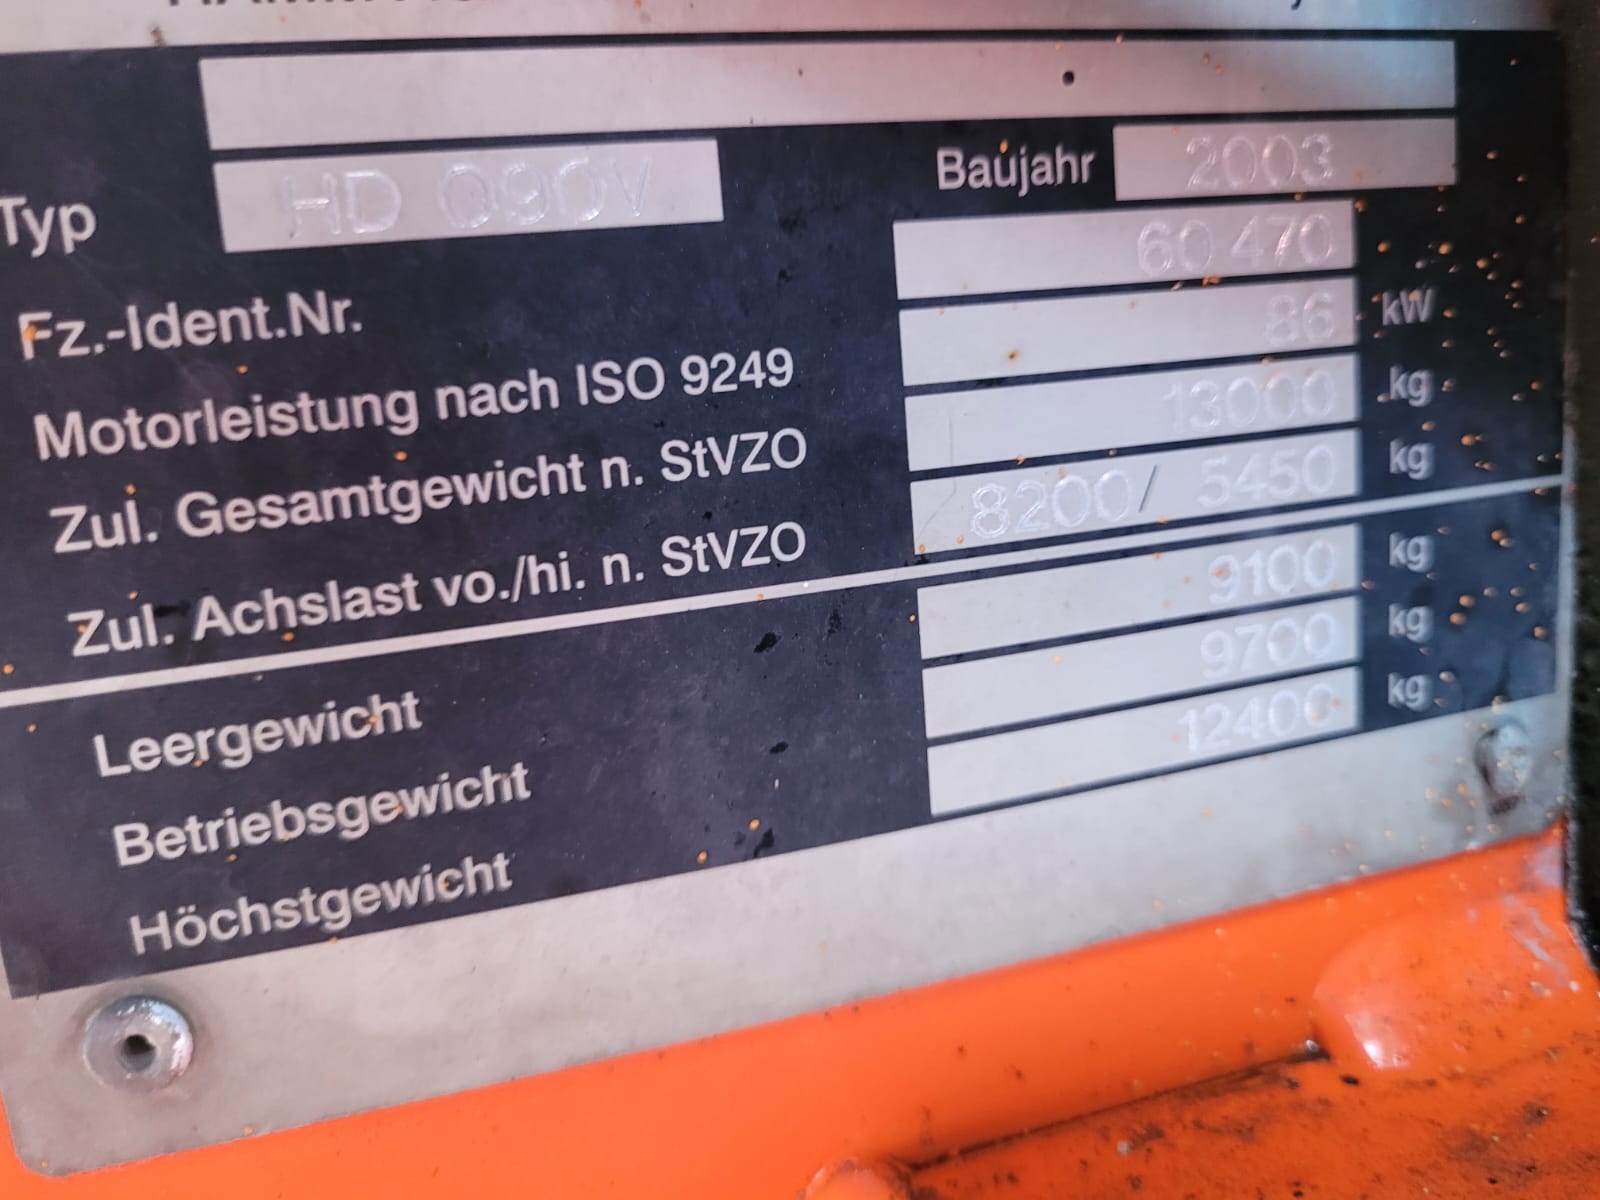 Typ HD 090V Baujahr 2003
Fz.-Ident.Nr. 60 470
Motorleistung nach ISO 9249 86 kW
Zul. Gesamtgewicht n. StVZO 13000 kg
Zul. Achslast vo./hi. n. StVZO 8200/ 5450 kg
Leergewicht 9100 kg
Betriebsgewicht 9700 kg
Höchstgewicht 12400 kg